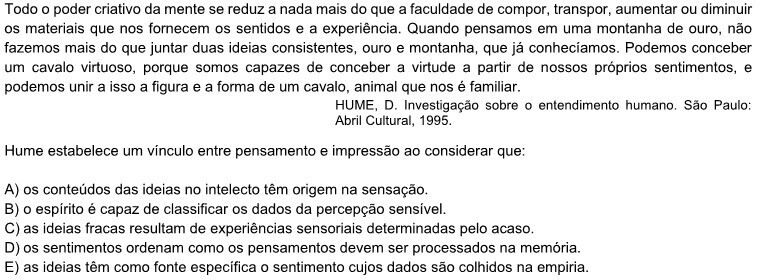 Todo o poder criativo da mente se reduz a nada mais do que a faculdade de compor, transpor, aumentar ou diminuir
os materiais que nos fornecem os sentidos e a experiência. Quando pensamos em uma montanha de ouro, não
fazemos mais do que juntar duas ideias consistentes, ouro e montanha, que já conhecíamos. Podemos conceber
um cavalo virtuoso, porque somos capazes de conceber a virtude a partir de nossos próprios sentimentos, e
podemos unir a isso a figura e a forma de um cavalo, animal que nos é familiar.
HUME, D. Investigação sobre o entendimento humano. São Paulo:
Abril Cultural, 1995.
Hume estabelece um vínculo entre pensamento e impressão ao considerar que:
A) os conteúdos das ideias no intelecto têm origem na sensação.
B) o espírito é capaz de classificar os dados da percepção sensível.
C) as ideias fracas resultam de experiências sensoriais determinadas pelo acaso.
D) os sentimentos ordenam como os pensamentos devem ser processados na memória.
E) as ideias têm como fonte específica o sentimento cujos dados são colhidos na empiria.